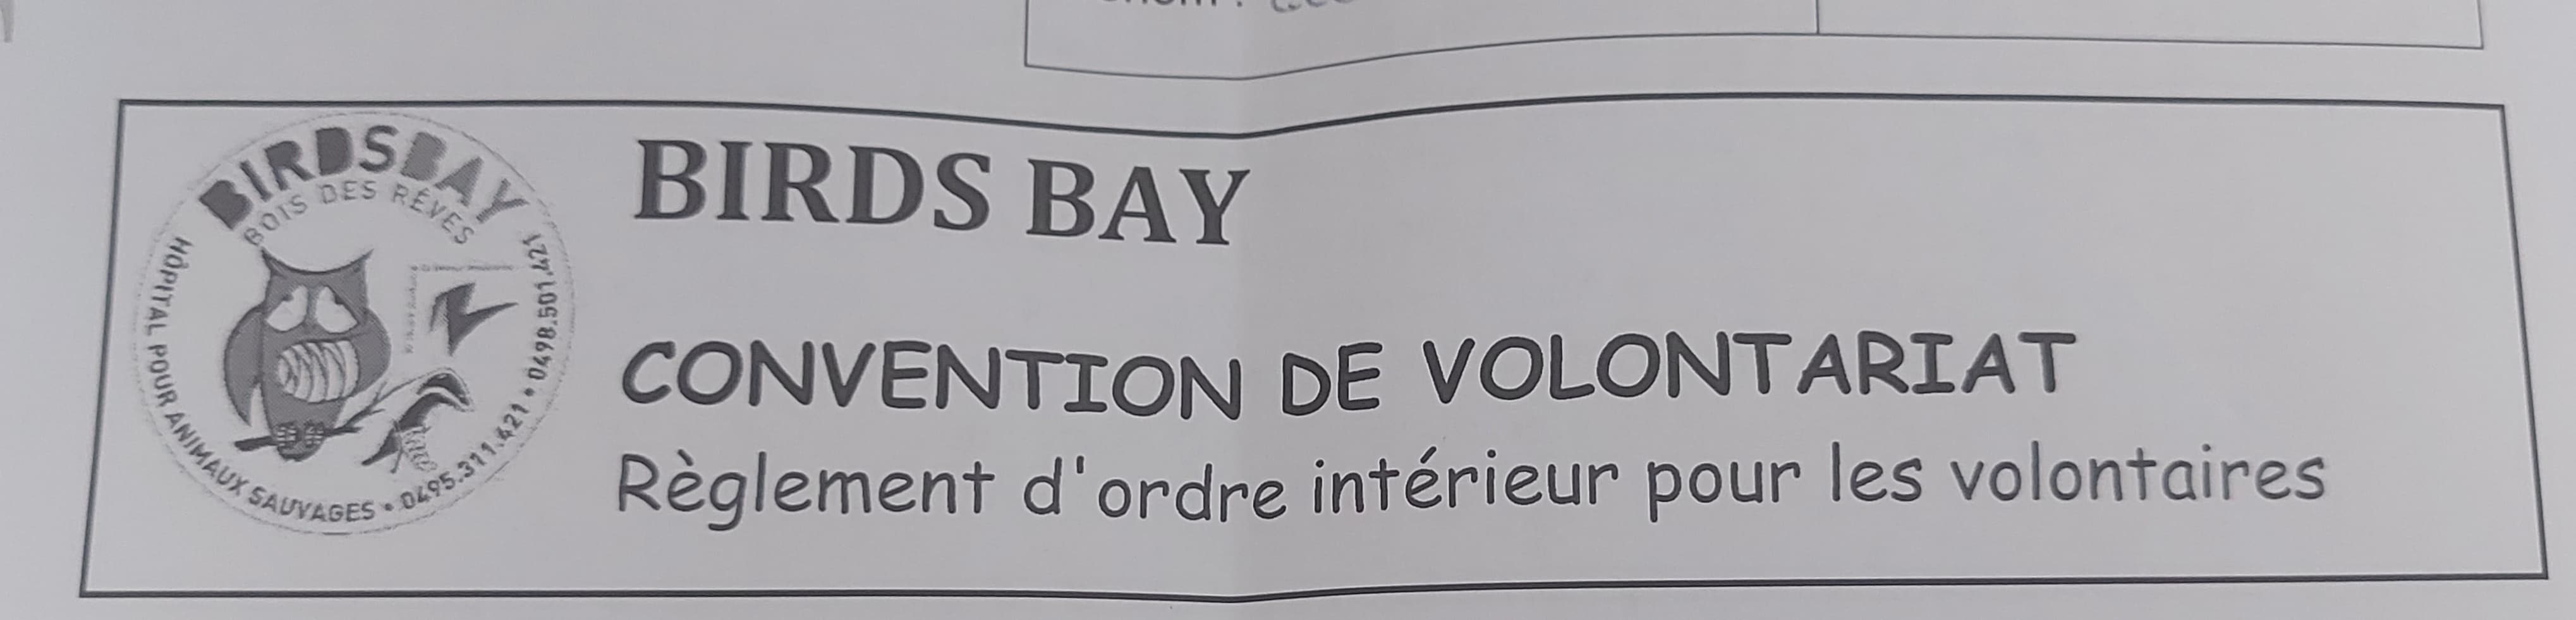 BIRDSBAY
BOIS DES RÊVES
HÔPITAL POUR ANIMAUX SAUVAGES • 0495.311.421 • 0498.501.421
BIRDS BAY
CONVENTION DE VOLONTARIAT
Règlement d'ordre intérieur pour les volontaires